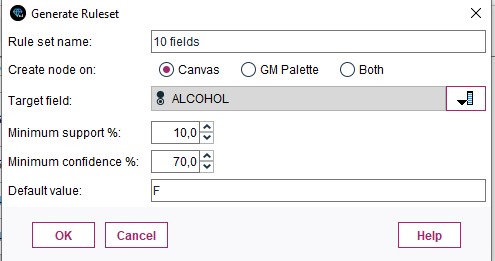 Generate Ruleset
Rule set name: 10 fields
Create node on: Canvas GM Palette Both
Target field: ALCOHOL
Minimum support %: 10,0
Minimum confidence %: 70,0
Default value: F
OK Cancel Help